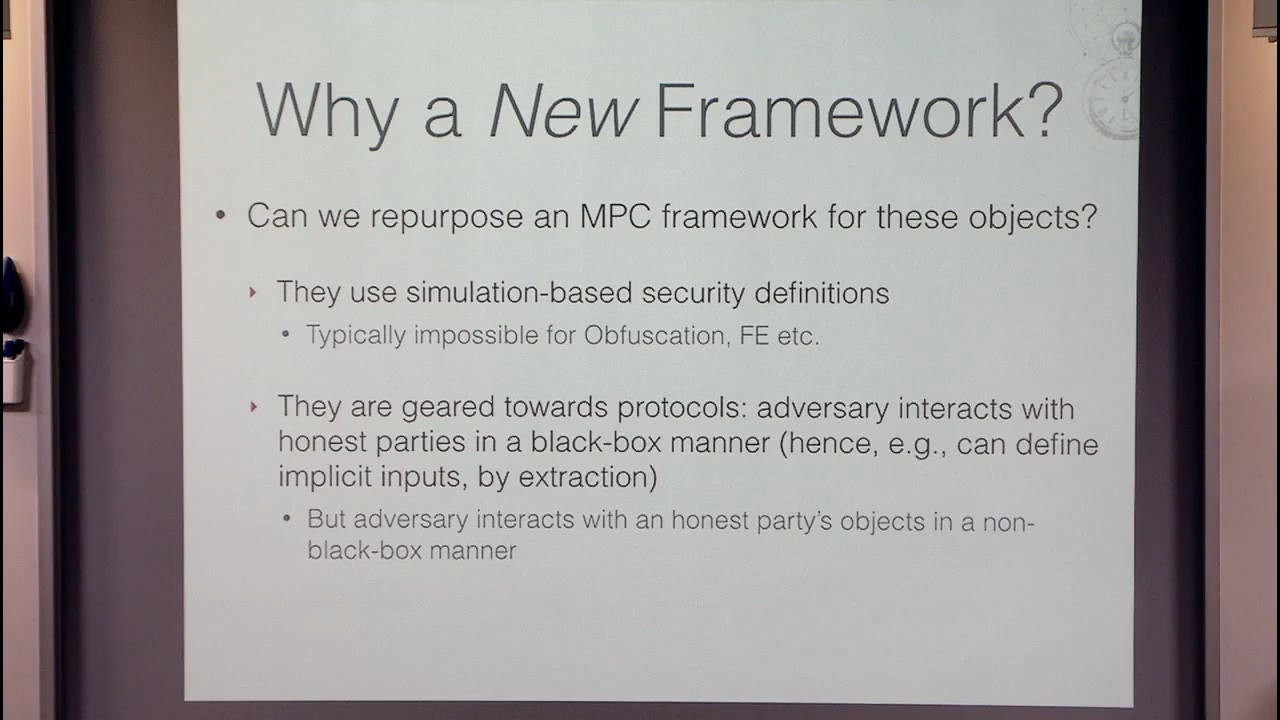 Why a New Framework?
• Can we repurpose an MPC framework for these objects?
‣ They use simulation-based security definitions
• Typically impossible for Obfuscation, FE etc.
‣ They are geared towards protocols: adversary interacts with
honest parties in a black-box manner (hence, e.g., can define
implicit inputs, by extraction)
• But adversary interacts with an honest party's objects in a non-
black-box manner